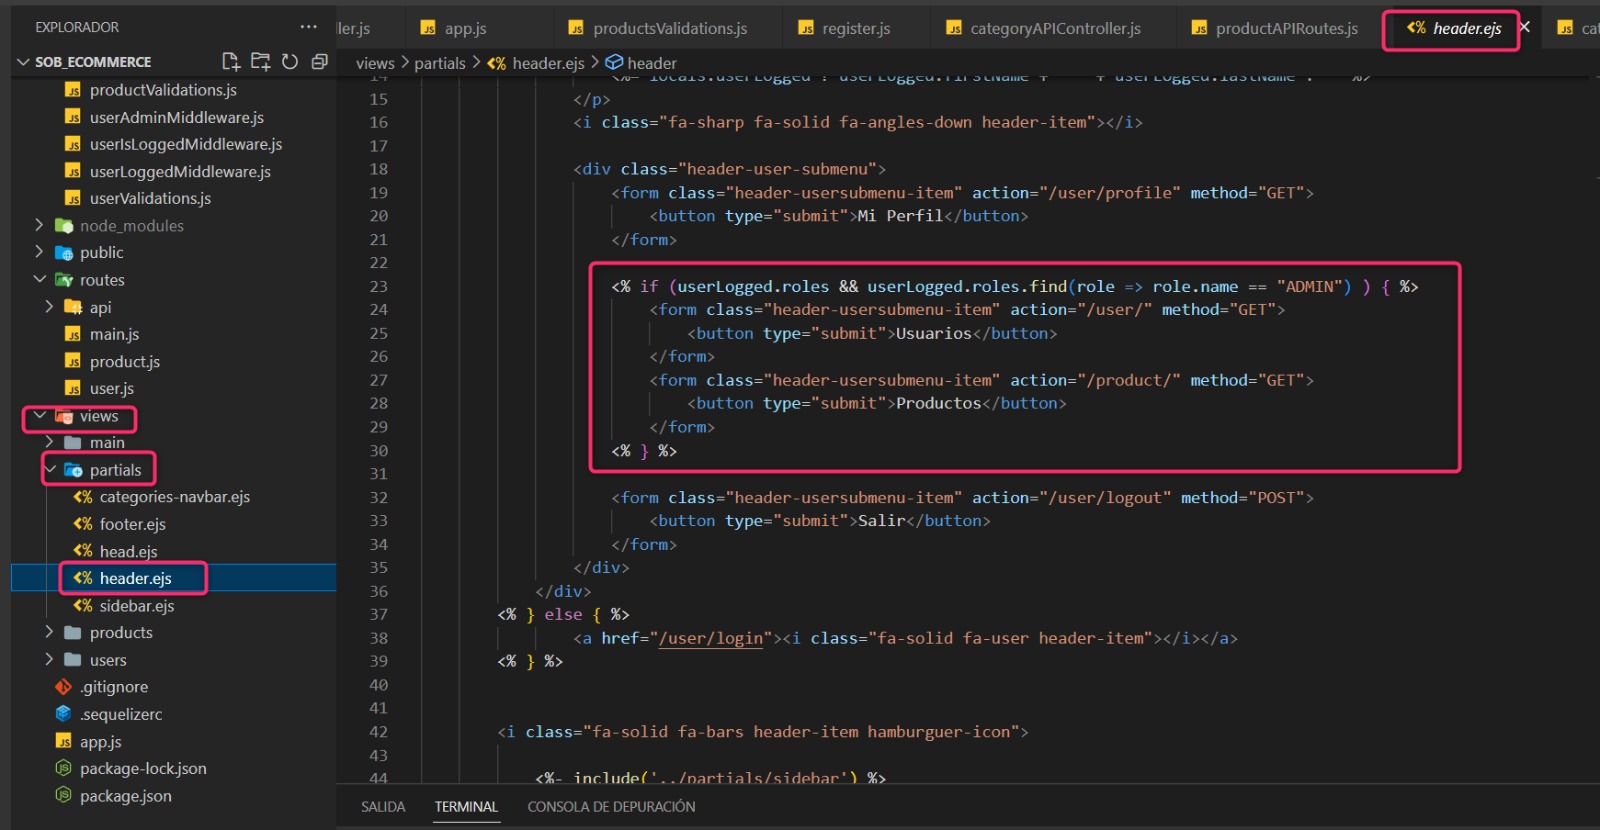 EXPLORADOR ···
SOB_ECOMMERCE
productValidations.js
userAdminMiddleware.js
userIsLoggedMiddleware.js
userLoggedMiddleware.js
userValidations.js
node_modules
public
routes
api
main.js
product.js
user.js
views
main
partials
categories-navbar.ejs
footer.ejs
head.ejs
header.ejs
sidebar.ejs
products
users
.gitignore
.sequelizerc
app.js
package-lock.json
package.json
ller.js app.js productsValidations.js register.js categoryAPIController.js productAPIRoutes.js header.ejs cat
views > partials > header.ejs > header
14 <%= locals.userLogged ? userLogged.firstName + + userLogged.lastName : %>
15 </p>
16 <i class="fa-sharp fa-solid fa-angles-down header-item"></i>
17
18 <div class="header-user-submenu">
19 <form class="header-usersubmenu-item" action="/user/profile" method="GET">
20 <button type="submit">Mi Perfil</button>
21 </form>
22
23 <% if (userLogged.roles && userLogged.roles.find(role => role.name == "ADMIN") ) { %>
24 <form class="header-usersubmenu-item" action="/user/" method="GET">
25 <button type="submit">Usuarios</button>
26 </form>
27 <form class="header-usersubmenu-item" action="/product/" method="GET">
28 <button type="submit">Productos</button>
29 </form>
30 <% } %>
31
32 <form class="header-usersubmenu-item" action="/user/logout" method="POST">
33 <button type="submit">Salir</button>
34 </form>
35 </div>
36 </div>
37 <% } else { %>
38 <a href="/user/login"><i class="fa-solid fa-user header-item"></i></a>
39 <% } %>
40
41
42 <i class="fa-solid fa-bars header-item hamburguer-icon">
43
44 <%- include('../partials/sidebar') %>
SALIDA TERMINAL CONSOLA DE DEPURACIÓN